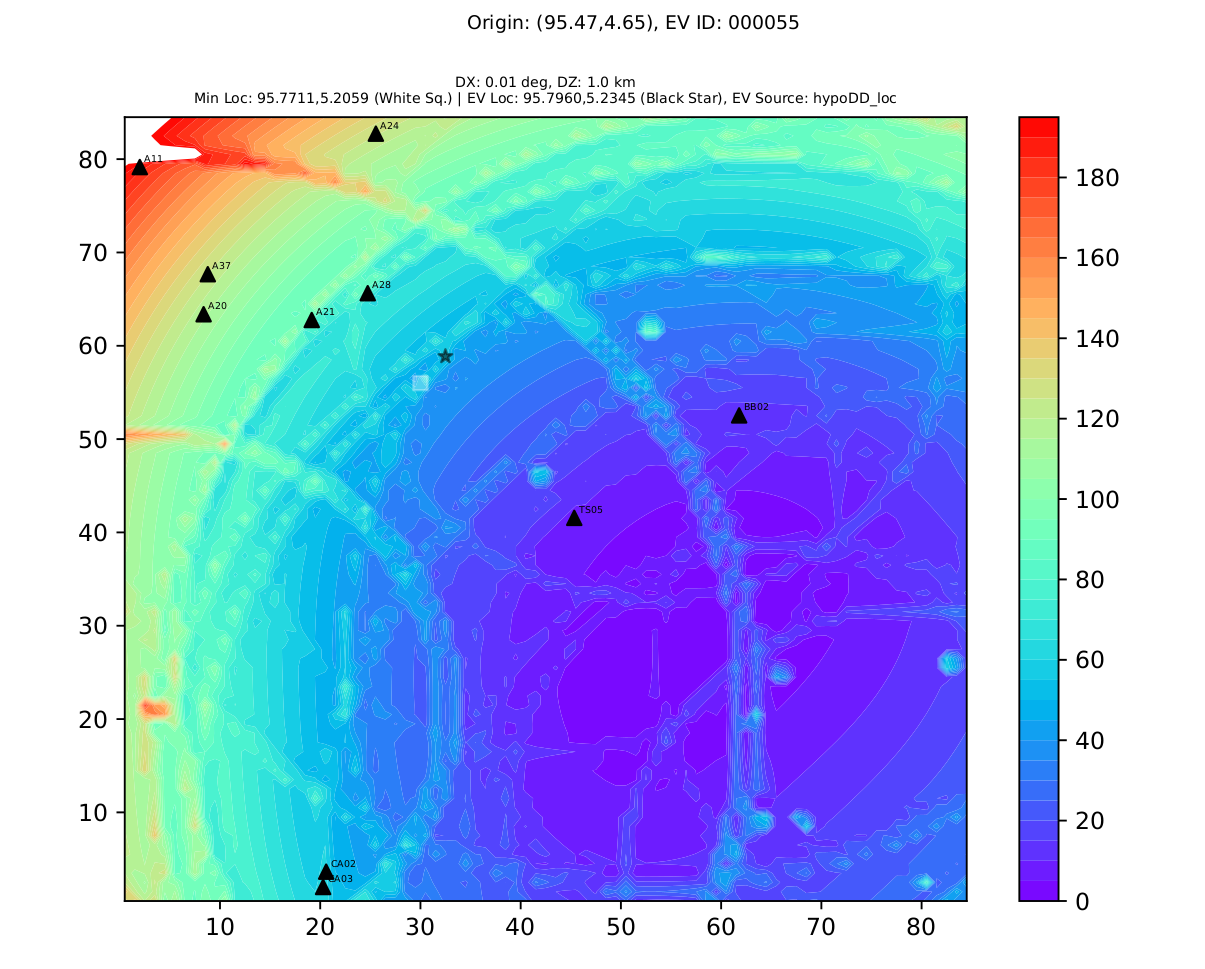 Origin: (95.47,4.65), EV ID: 000055
DX: 0.01 deg, DZ: 1.0 km
Min Loc: 95.7711,5.2059 (White Sq.) | EV Loc: 95.7960,5.2345 (Black Star), EV Source: hypoDD_loc
A24
A11
A37
A28
A20
A21
BB02
TS05
CA02
CA03
80
70
60
50
40
30
20
10
10 20 30 40 50 60 70 80
180
160
140
120
100
80
60
40
20
0